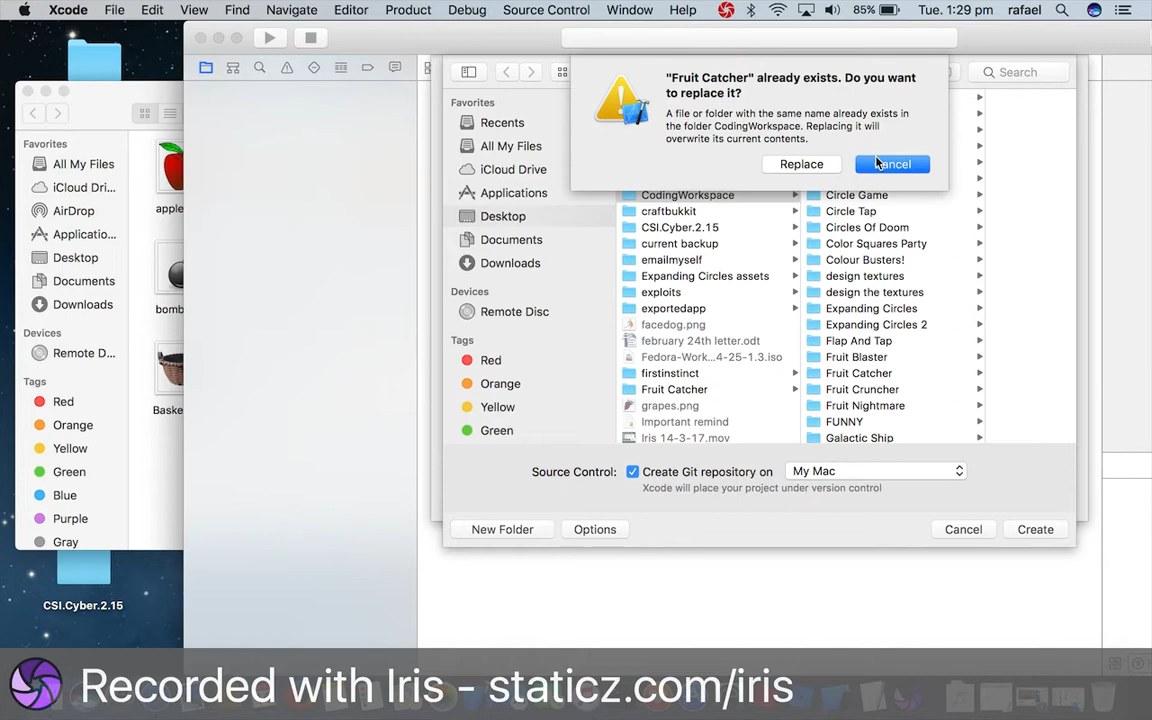 Xcode File Edit View Find Navigate Editor Product Debug Source Control Window Help 85% Tue. 1:29 pm rafael
"Fruit Catcher" already exists. Do you want
to replace it?
A file or folder with the same name already exists in
the folder CodingWorkspace. Replacing it will
overwrite its current contents.
Replace
Search
Favorites
All My Files
iCloud Dri...
AirDrop
Applicatio...
Desktop
Documents
Downloads
Devices
Remote D...
Tags
Red
Orange
Yellow
Green
Blue
Purple
Gray
apple
bomb
Baske
CSI.Cyber.2.15
Favorites
Recents
All My Files
iCloud Drive
Applications
Desktop
Documents
Downloads
Devices
Remote Disc
Tags
Red
Orange
Yellow
Green
CodingWorkspace
craftbukkit
CSI.Cyber.2.15
current backup
emailmyself
Expanding Circles assets
exploits
exportedapp
facedog.png
february 24th letter.odt
Fedora-Work...4-25-1.3.iso
firstinstinct
Fruit Catcher
grapes.png
Important remind
Iris 14-3-17.mov
Circle Game
Circle Tap
Circles Of Doom
Color Squares Party
Colour Busters!
design textures
design the textures
Expanding Circles
Expanding Circles 2
Flap And Tap
Fruit Blaster
Fruit Catcher
Fruit Cruncher
Fruit Nightmare
FUNNY
Galactic Ship
Source Control: Create Git repository on My Mac
Xcode will place your project under version control
New Folder Options Cancel Create
Recorded with Iris - staticz.com/iris